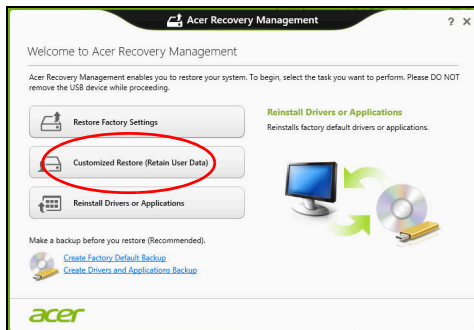 Acer Recovery Management
? X
Welcome to Acer Recovery Management
Acer Recovery Management enables you to restore your system. To begin, select the task you want to perform. Please DO NOT
remove the USB device while proceeding.
Restore Factory Settings
Customized Restore (Retain User Data)
Reinstall Drivers or Applications
Reinstall Drivers or Applications
Reinstalls factory default drivers or applications.
Make a backup before you restore (Recommended).
Create Factory Default Backup
Create Drivers and Applications Backup
acer